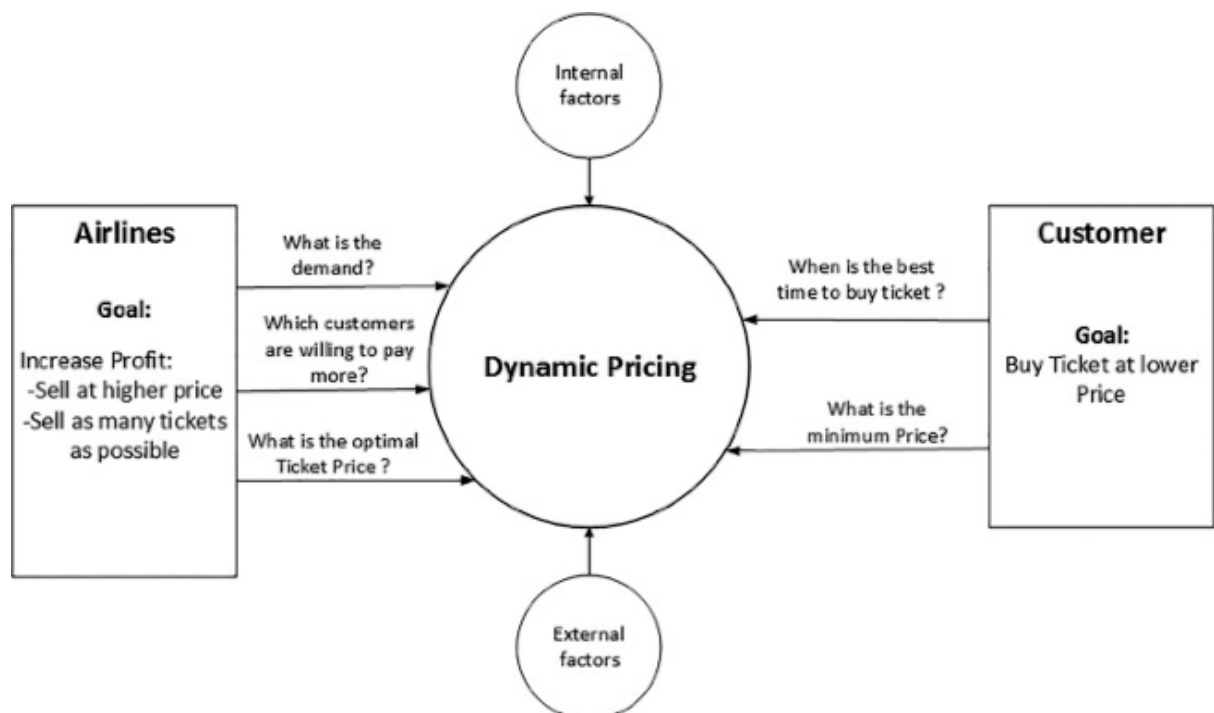 Internal
factors
Airlines
Goal:
Increase Profit:
-Sell at higher price
-Sell as many tickets
as possible
What is the
demand?
Which customers
are willing to pay
more?
What is the optimal
Ticket Price ?
Dynamic Pricing
When is the best
time to buy ticket ?
What is the
minimum Price?
Customer
Goal:
Buy Ticket at lower
Price
External
factors